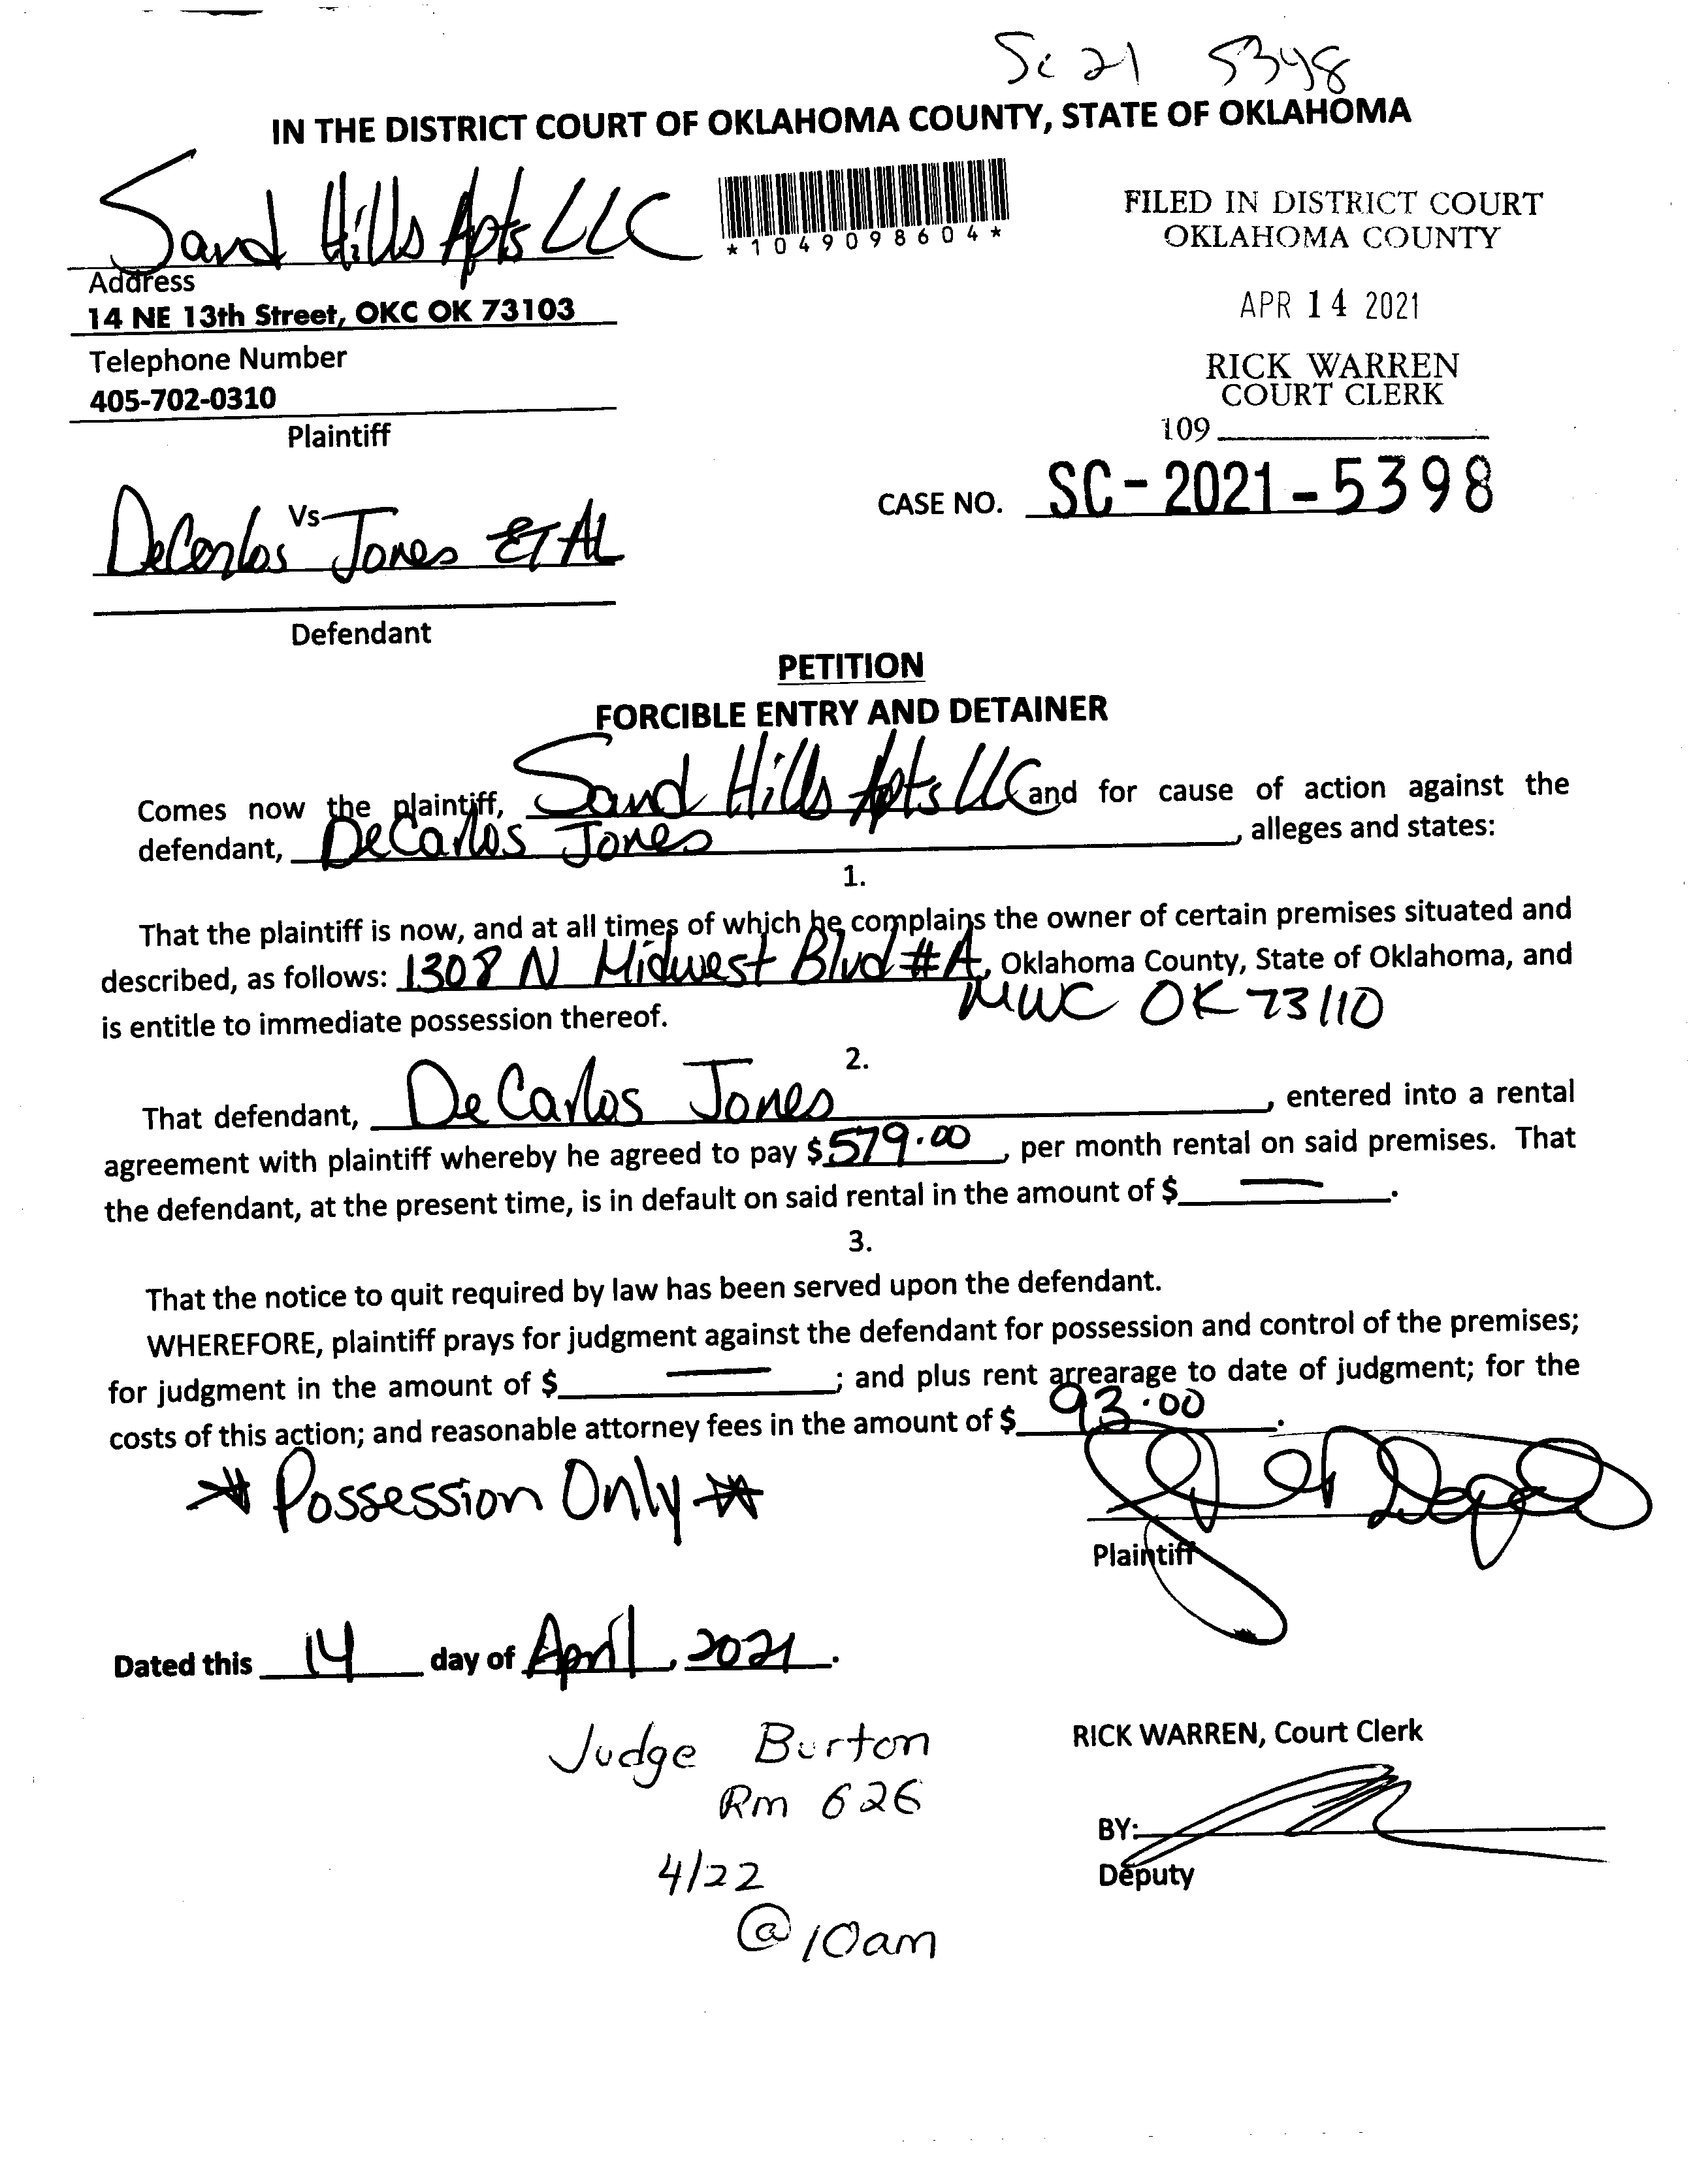 Sc 21 5398
IN THE DISTRICT COURT OF OKLAHOMA COUNTY, STATE OF OKLAHOMA
Sand Hills Apts LLC
*1049098604*
FILED IN DISTRICT COURT
OKLAHOMA COUNTY
Address
14 NE 13th Street, OKC OK 73103
APR 14 2021
Telephone Number
405-702-0310
RICK WARREN
COURT CLERK
Plaintiff
109
Vs
CASE NO. SC-2021-5398
DeCarlos Jones ET AL
Defendant
PETITION
FORCIBLE ENTRY AND DETAINER
Comes now the plaintiff, Sand Hills Apts LLC and for cause of action against the
defendant, DeCarlos Jones, alleges and states:
1.
That the plaintiff is now, and at all times of which he complains the owner of certain premises situated and
described, as follows: 1308 N Midwest Blvd #A, Oklahoma County, State of Oklahoma, and
MWC OK 73110
is entitle to immediate possession thereof.
2.
That defendant, DeCarlos Jones, entered into a rental
agreement with plaintiff whereby he agreed to pay $579.00, per month rental on said premises. That
the defendant, at the present time, is in default on said rental in the amount of $ —.
3.
That the notice to quit required by law has been served upon the defendant.
WHEREFORE, plaintiff prays for judgment against the defendant for possession and control of the premises;
for judgment in the amount of $ —; and plus rent arrearage to date of judgment; for the
costs of this action; and reasonable attorney fees in the amount of $ 93.00.
* Possession Only *
Plaintiff
Dated this 14 day of April, 2021.
Judge Burton
Rm 626
4/22
@ 10am
RICK WARREN, Court Clerk
BY:
Deputy